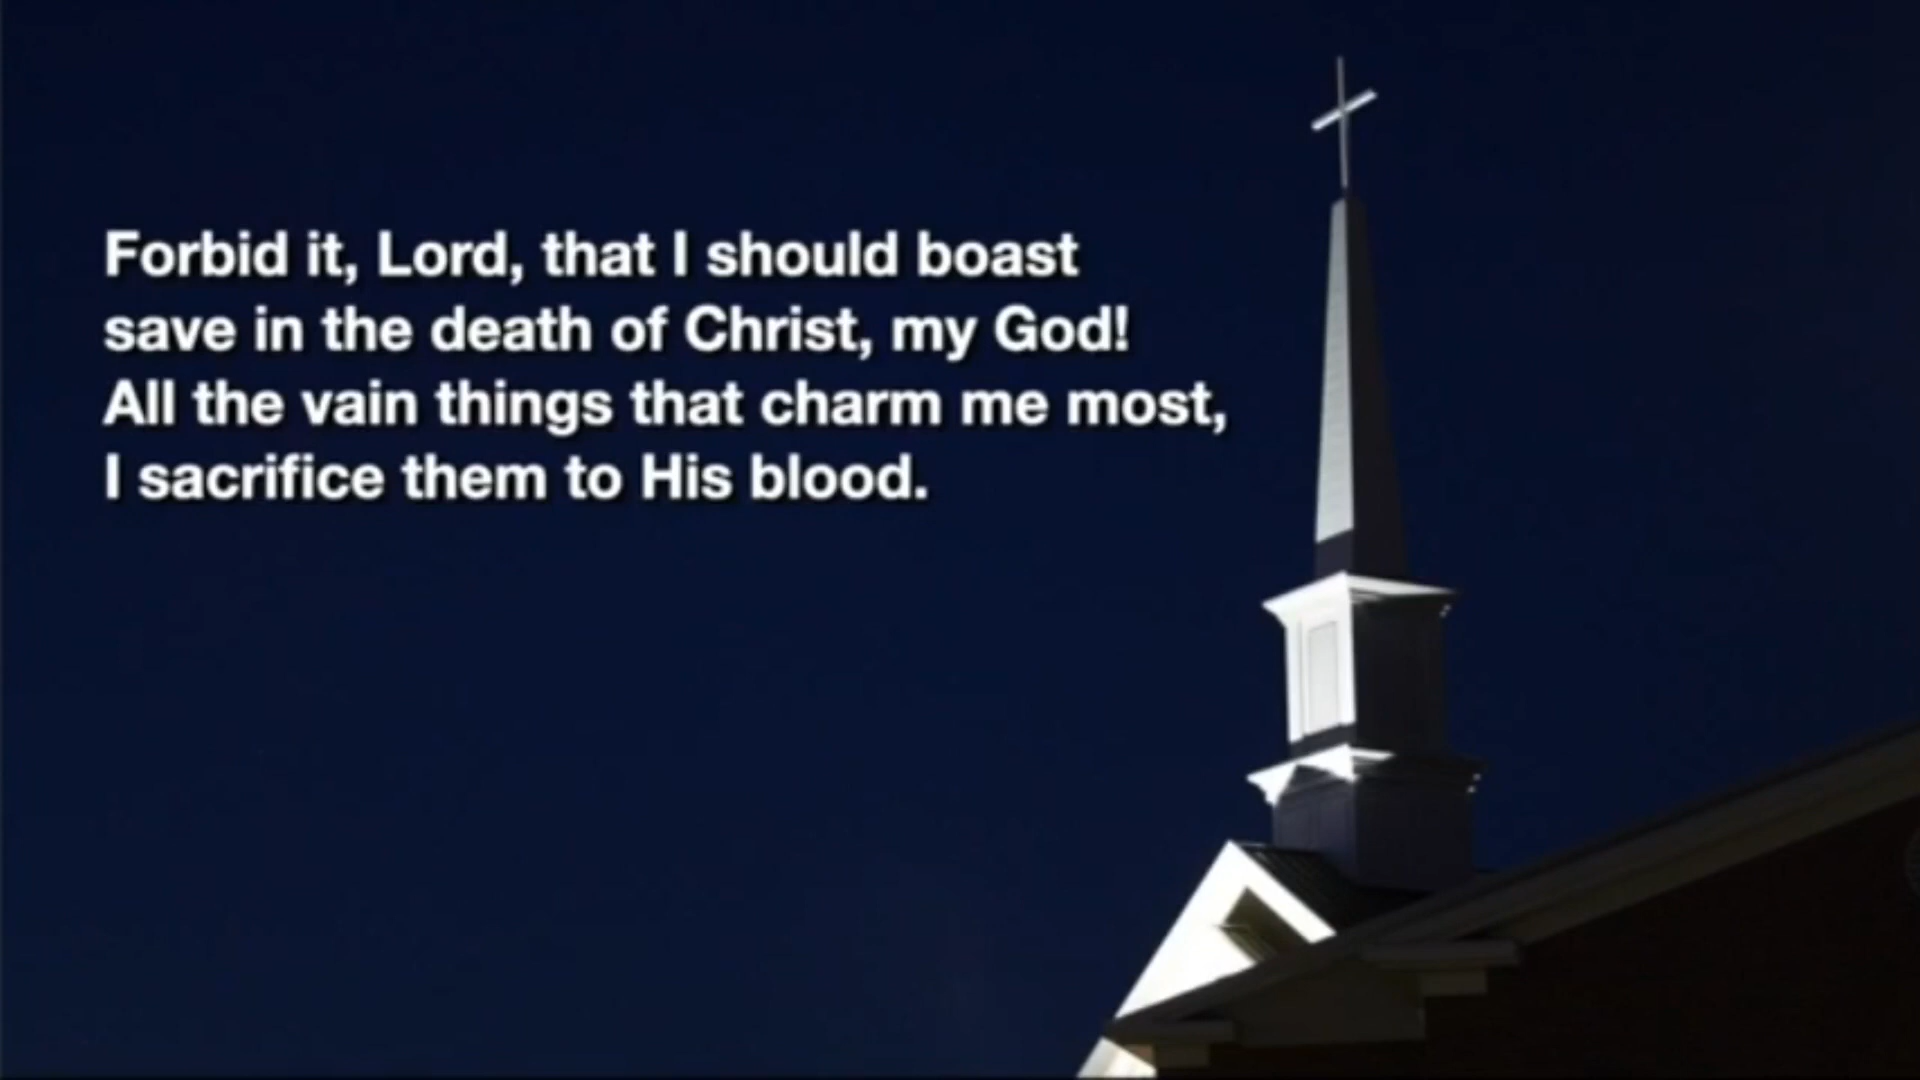 Forbid it, Lord, that I should boast
save in the death of Christ, my God!
All the vain things that charm me most,
I sacrifice them to His blood.